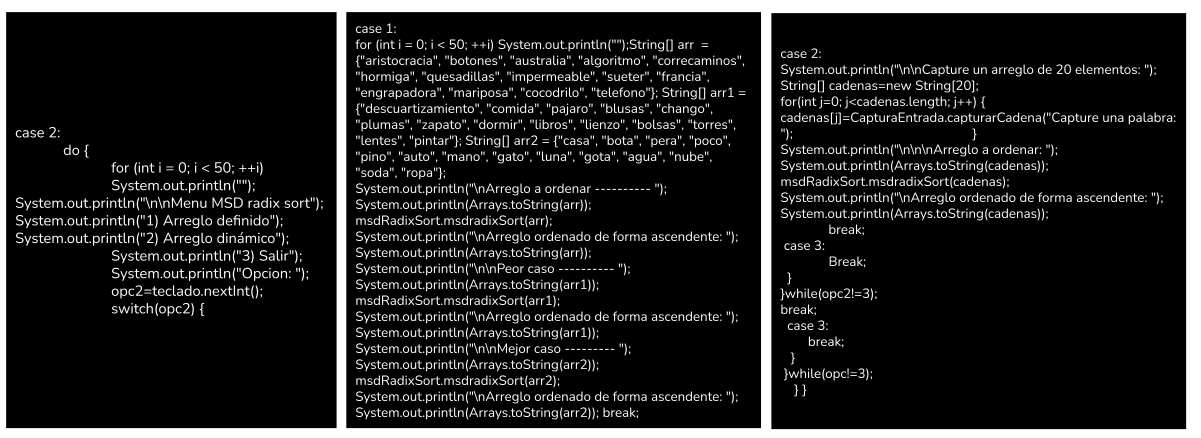 case 2:
do {
for (int i = 0; i < 50; ++i)
System.out.println("");
System.out.println("\n\nMenu MSD radix sort");
System.out.println("1) Arreglo definido");
System.out.println("2) Arreglo dinámico");
System.out.println("3) Salir");
System.out.println("Opcion: ");
opc2=teclado.nextInt();
switch(opc2) {
case 1:
for (int i = 0; i < 50; ++i) System.out.println("");String[] arr =
{"aristocracia", "botones", "australia", "algoritmo", "correcaminos",
"hormiga", "quesadillas", "impermeable", "sueter", "francia",
"engrapadora", "mariposa", "cocodrilo", "telefono"}; String[] arr1 =
{"descuartizamiento", "comida", "pajaro", "blusas", "chango",
"plumas", "zapato", "dormir", "libros", "lienzo", "bolsas", "torres",
"lentes", "pintar"}; String[] arr2 = {"casa", "bota", "pera", "poco",
"pino", "auto", "mano", "gato", "luna", "gota", "agua", "nube",
"soda", "ropa"};
System.out.println("\nArreglo a ordenar ---------- ");
System.out.println(Arrays.toString(arr));
msdRadixSort.msdradixSort(arr);
System.out.println("\nArreglo ordenado de forma ascendente: ");
System.out.println(Arrays.toString(arr));
System.out.println("\n\nPeor caso ---------- ");
System.out.println(Arrays.toString(arr1));
msdRadixSort.msdradixSort(arr1);
System.out.println("\nArreglo ordenado de forma ascendente: ");
System.out.println(Arrays.toString(arr1));
System.out.println("\n\nMejor caso --------- ");
System.out.println(Arrays.toString(arr2));
msdRadixSort.msdradixSort(arr2);
System.out.println("\nArreglo ordenado de forma ascendente: ");
System.out.println(Arrays.toString(arr2)); break;
case 2:
System.out.println("\n\nCapture un arreglo de 20 elementos: ");
String[] cadenas=new String[20];
for(int j=0; j<cadenas.length; j++) {
cadenas[j]=CapturaEntrada.capturarCadena("Capture una palabra:
"); }
System.out.println("\n\n\n\nArreglo a ordenar: ");
System.out.println(Arrays.toString(cadenas));
msdRadixSort.msdradixSort(cadenas);
System.out.println("\nArreglo ordenado de forma ascendente: ");
System.out.println(Arrays.toString(cadenas));
break;
case 3:
Break;
}
}while(opc2!=3);
break;
case 3:
break;
}
}while(opc!=3);
} }